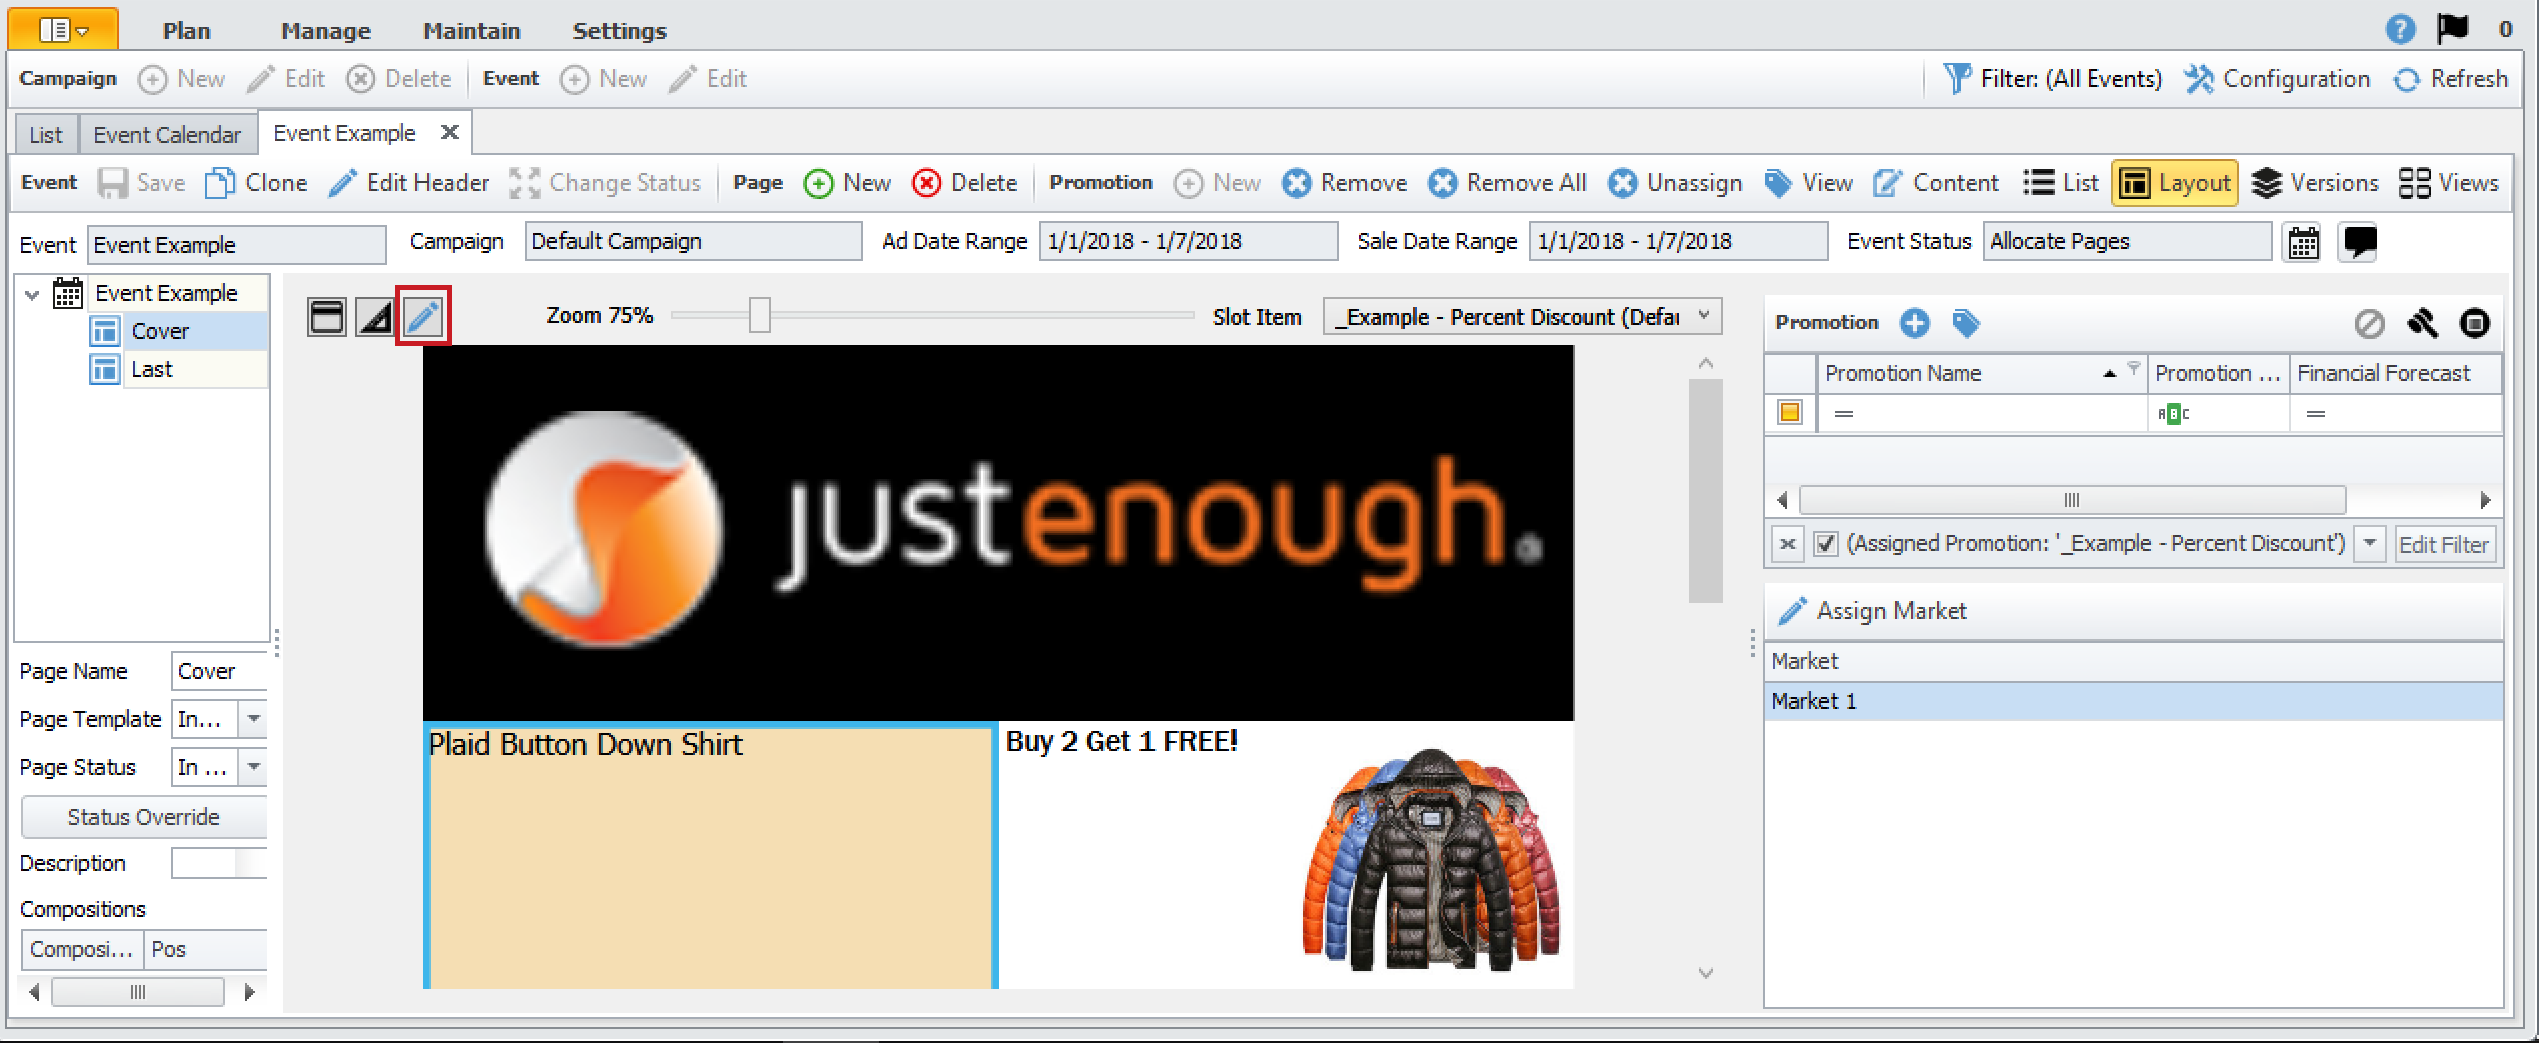 Plan Manage Maintain Settings ? 0
Campaign New Edit Delete Event New Edit Filter: (All Events) Configuration Refresh
List Event Calendar Event Example
Event Save Clone Edit Header Change Status Page New Delete Promotion New Remove Remove All Unassign View Content List Layout Versions Views
Event Event Example Campaign Default Campaign Ad Date Range 1/1/2018 - 1/7/2018 Sale Date Range 1/1/2018 - 1/7/2018 Event Status Allocate Pages
Event Example
Cover
Last
Page Name Cover
Page Template In...
Page Status In ...
Status Override
Description
Compositions
Composi... Pos
Zoom 75% Slot Item _Example - Percent Discount (Defau
justenough.
Plaid Button Down Shirt
Buy 2 Get 1 FREE!
Promotion
Promotion Name Promotion ... Financial Forecast
= ABC =
(Assigned Promotion: '_Example - Percent Discount') Edit Filter
Assign Market
Market
Market 1